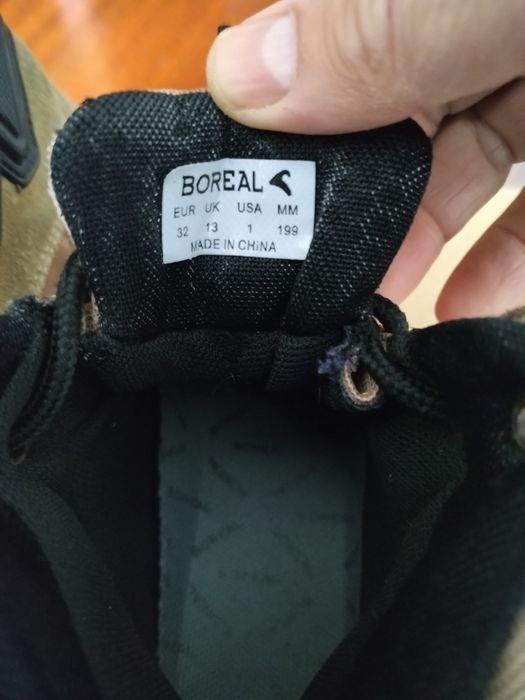 BOREAL
EUR UK USA MM
32 13 1 199
MADE IN CHiNA